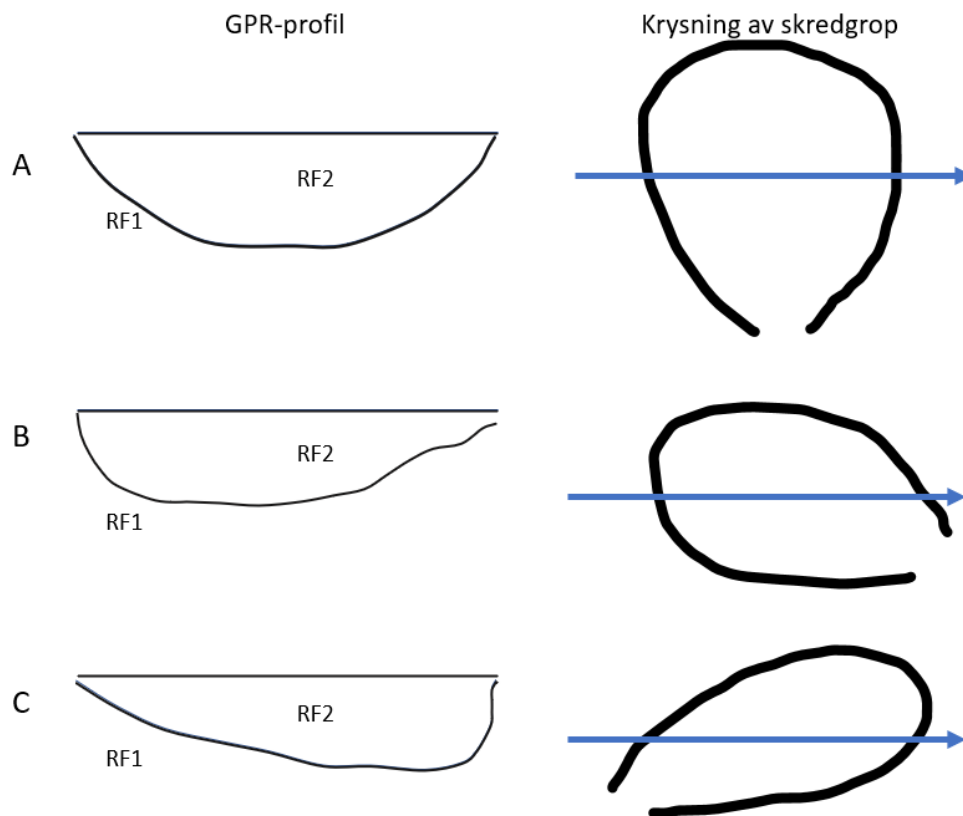 GPR-profil
Krysning av skredgrop
A
RF2
RF1
B
RF2
RF1
C
RF2
RF1